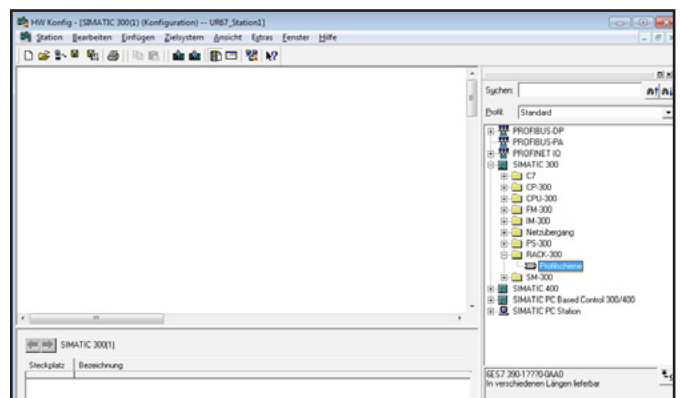 HW Konfig - [SIMATIC 300(1) (Konfiguration) -- UR67_Station1]
Station Bearbeiten Einfügen Zielsystem Ansicht Extras Fenster Hilfe
Suchen:
Profil: Standard
PROFIBUS-DP
PROFIBUS-PA
PROFINET IO
SIMATIC 300
C7
CP-300
CPU-300
FM-300
IM-300
Netzübergang
PS-300
RACK-300
Profilschiene
SM-300
SIMATIC 400
SIMATIC PC Based Control 300/400
SIMATIC PC Station
SIMATIC 300(1)
Steckplatz Bezeichnung
6ES7 390-1???0-0AA0
In verschiedenen Längen lieferbar